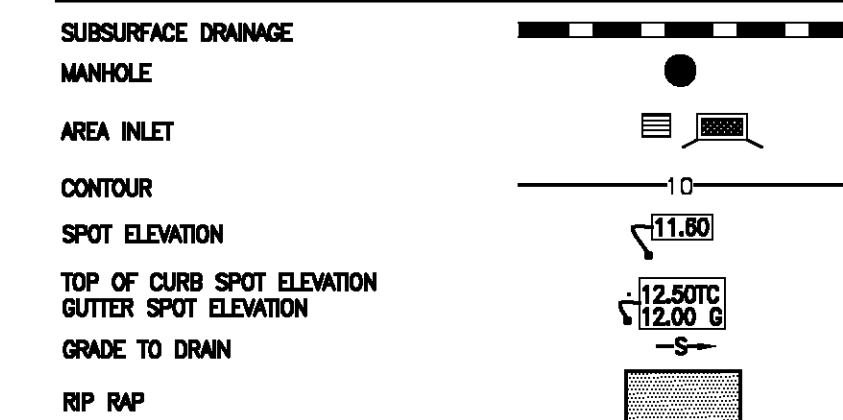 SUBSURFACE DRAINAGE
MANHOLE
AREA INLET
CONTOUR 10
SPOT ELEVATION 11.60
TOP OF CURB SPOT ELEVATION 12.50TC
GUTTER SPOT ELEVATION 12.00 G
GRADE TO DRAIN S
RIP RAP